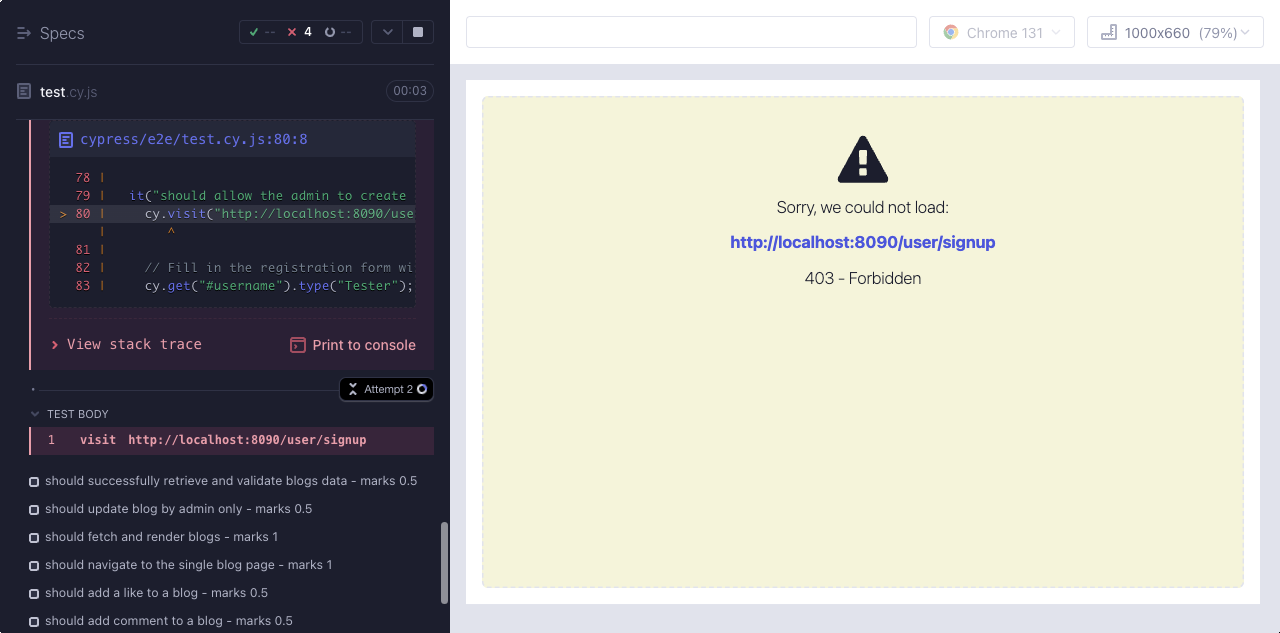 Specs
-- 4 --
Chrome 131
1000x660 (79%)
test.cy.js
00:03
cypress/e2e/test.cy.js:80:8
78 |
79 | it("should allow the admin to create
> 80 | cy.visit("http://localhost:8090/use
| ^
81 |
82 | // Fill in the registration form wi
83 | cy.get("#username").type("Tester");
View stack trace
Print to console
Attempt 2
TEST BODY
1 visit http://localhost:8090/user/signup
should successfully retrieve and validate blogs data - marks 0.5
should update blog by admin only - marks 0.5
should fetch and render blogs - marks 1
should navigate to the single blog page - marks 1
should add a like to a blog - marks 0.5
should add comment to a blog - marks 0.5
Sorry, we could not load:
http://localhost:8090/user/signup
403 - Forbidden